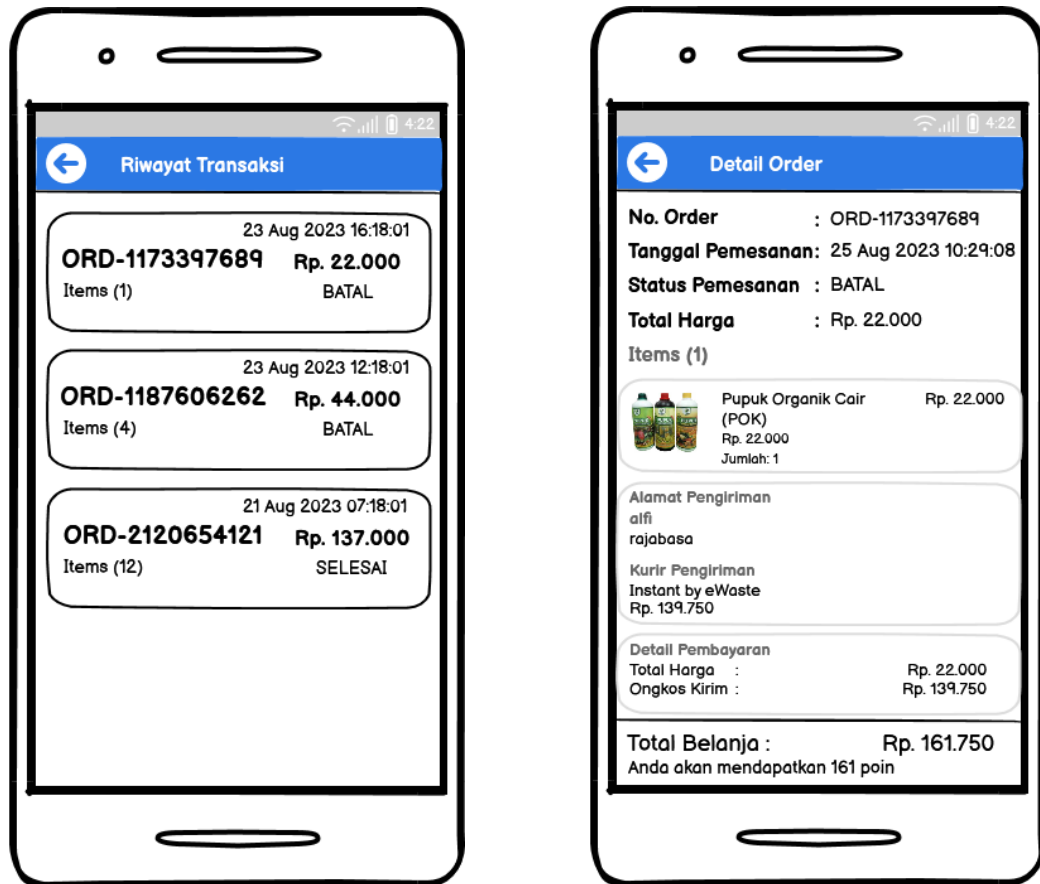 4:22
Riwayat Transaksi
23 Aug 2023 16:18:01
ORD-1173397689 Rp. 22.000
Items (1) BATAL
23 Aug 2023 12:18:01
ORD-1187606262 Rp. 44.000
Items (4) BATAL
21 Aug 2023 07:18:01
ORD-2120654121 Rp. 137.000
Items (12) SELESAI
4:22
Detail Order
No. Order : ORD-1173397689
Tanggal Pemesanan: 25 Aug 2023 10:29:08
Status Pemesanan : BATAL
Total Harga : Rp. 22.000
Items (1)
Pupuk Organik Cair Rp. 22.000
(POK)
Rp. 22.000
Jumlah: 1
Alamat Pengiriman
alfi
rajabasa
Kurir Pengiriman
Instant by eWaste
Rp. 139.750
Detail Pembayaran
Total Harga : Rp. 22.000
Ongkos Kirim : Rp. 139.750
Total Belanja : Rp. 161.750
Anda akan mendapatkan 161 poin